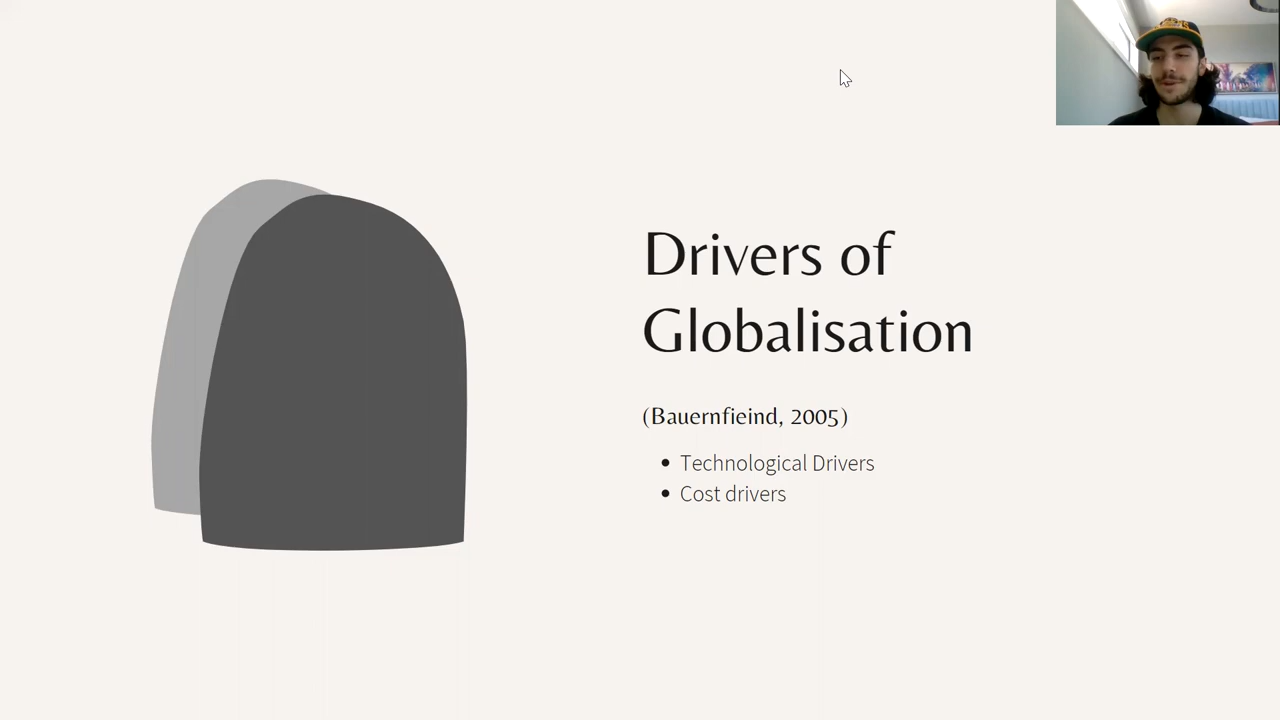 Drivers of
Globalisation
(Bauernfieind, 2005)
• Technological Drivers
• Cost drivers